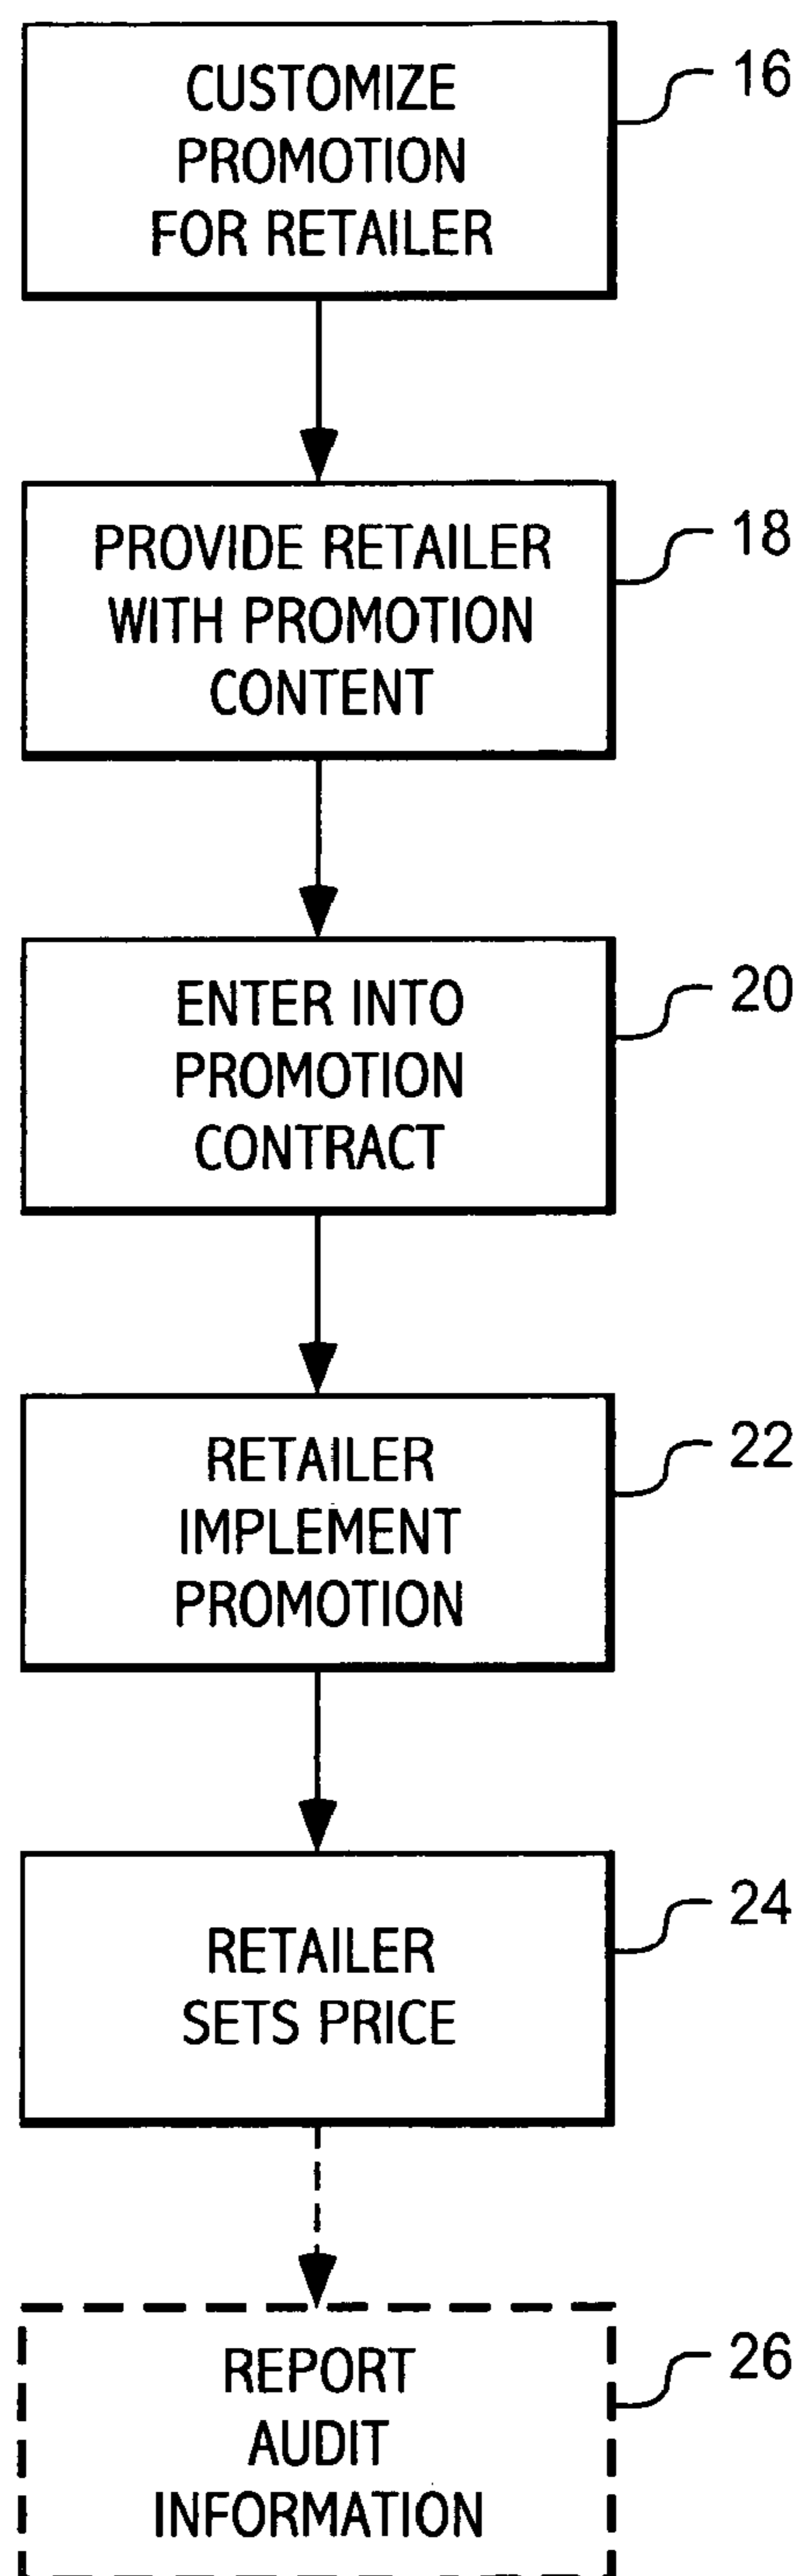 CUSTOMIZE
PROMOTION
FOR RETAILER
16
PROVIDE RETAILER
WITH PROMOTION
CONTENT
18
ENTER INTO
PROMOTION
CONTRACT
20
RETAILER
IMPLEMENT
PROMOTION
22
RETAILER
SETS PRICE
24
REPORT
AUDIT
INFORMATION
26